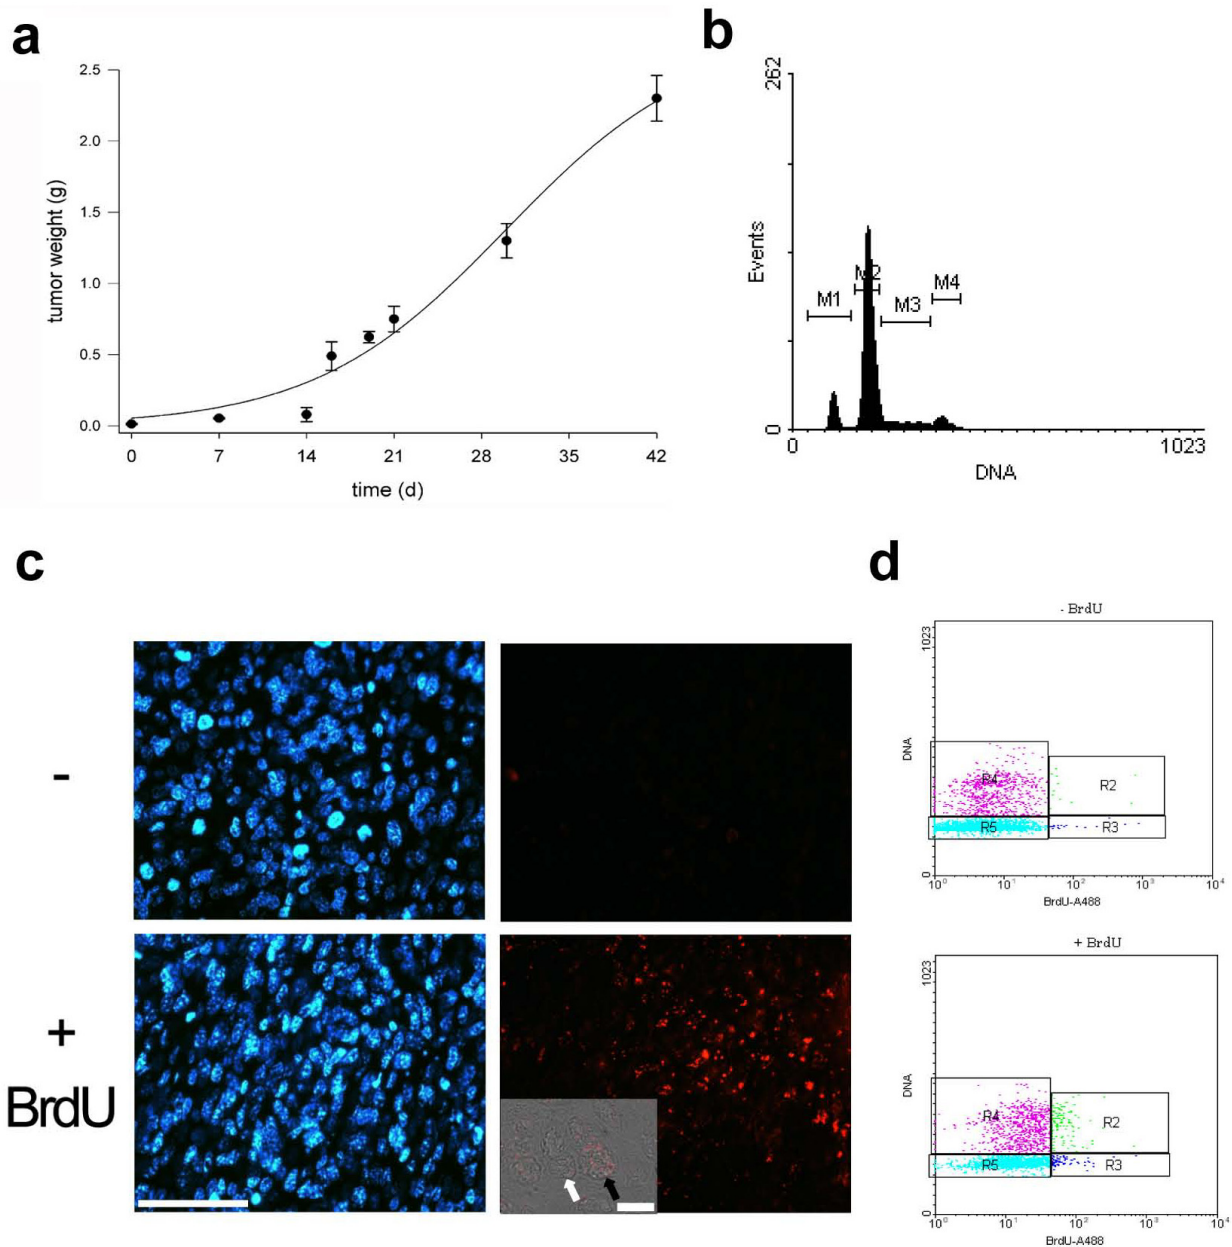 a
2.5
2.0
1.5
1.0
0.5
0.0
tumor weight (g)
0 7 14 21 28 35 42
time (d)
b
262
Events
0
M1
M2
M3
M4
0 1023
DNA
c
-
+
BrdU
d
- BrdU
1023
DNA
0
R4
R2
R5
R3
10^0 10^1 10^2 10^3 10^4
BrdU-A488
+ BrdU
1023
DNA
0
R4
R2
R5
R3
10^0 10^1 10^2 10^3 10^4
BrdU-A488